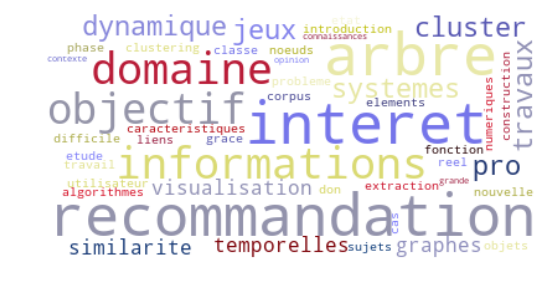 etat
dynamique jeux introduction cluster
connaissances
phase clustering classe noeuds arbre
contexte opinion
domaine
probleme systemes
objectif corpus elements
interet
numeriques construction travaux
difficile caracteristiques
liens grace fonction
etude informations reel pro
travail
utilisateur visualisation don extraction grande nouvelle
algorithmes
recommandation cas
similarite temporelles sujets graphes objets